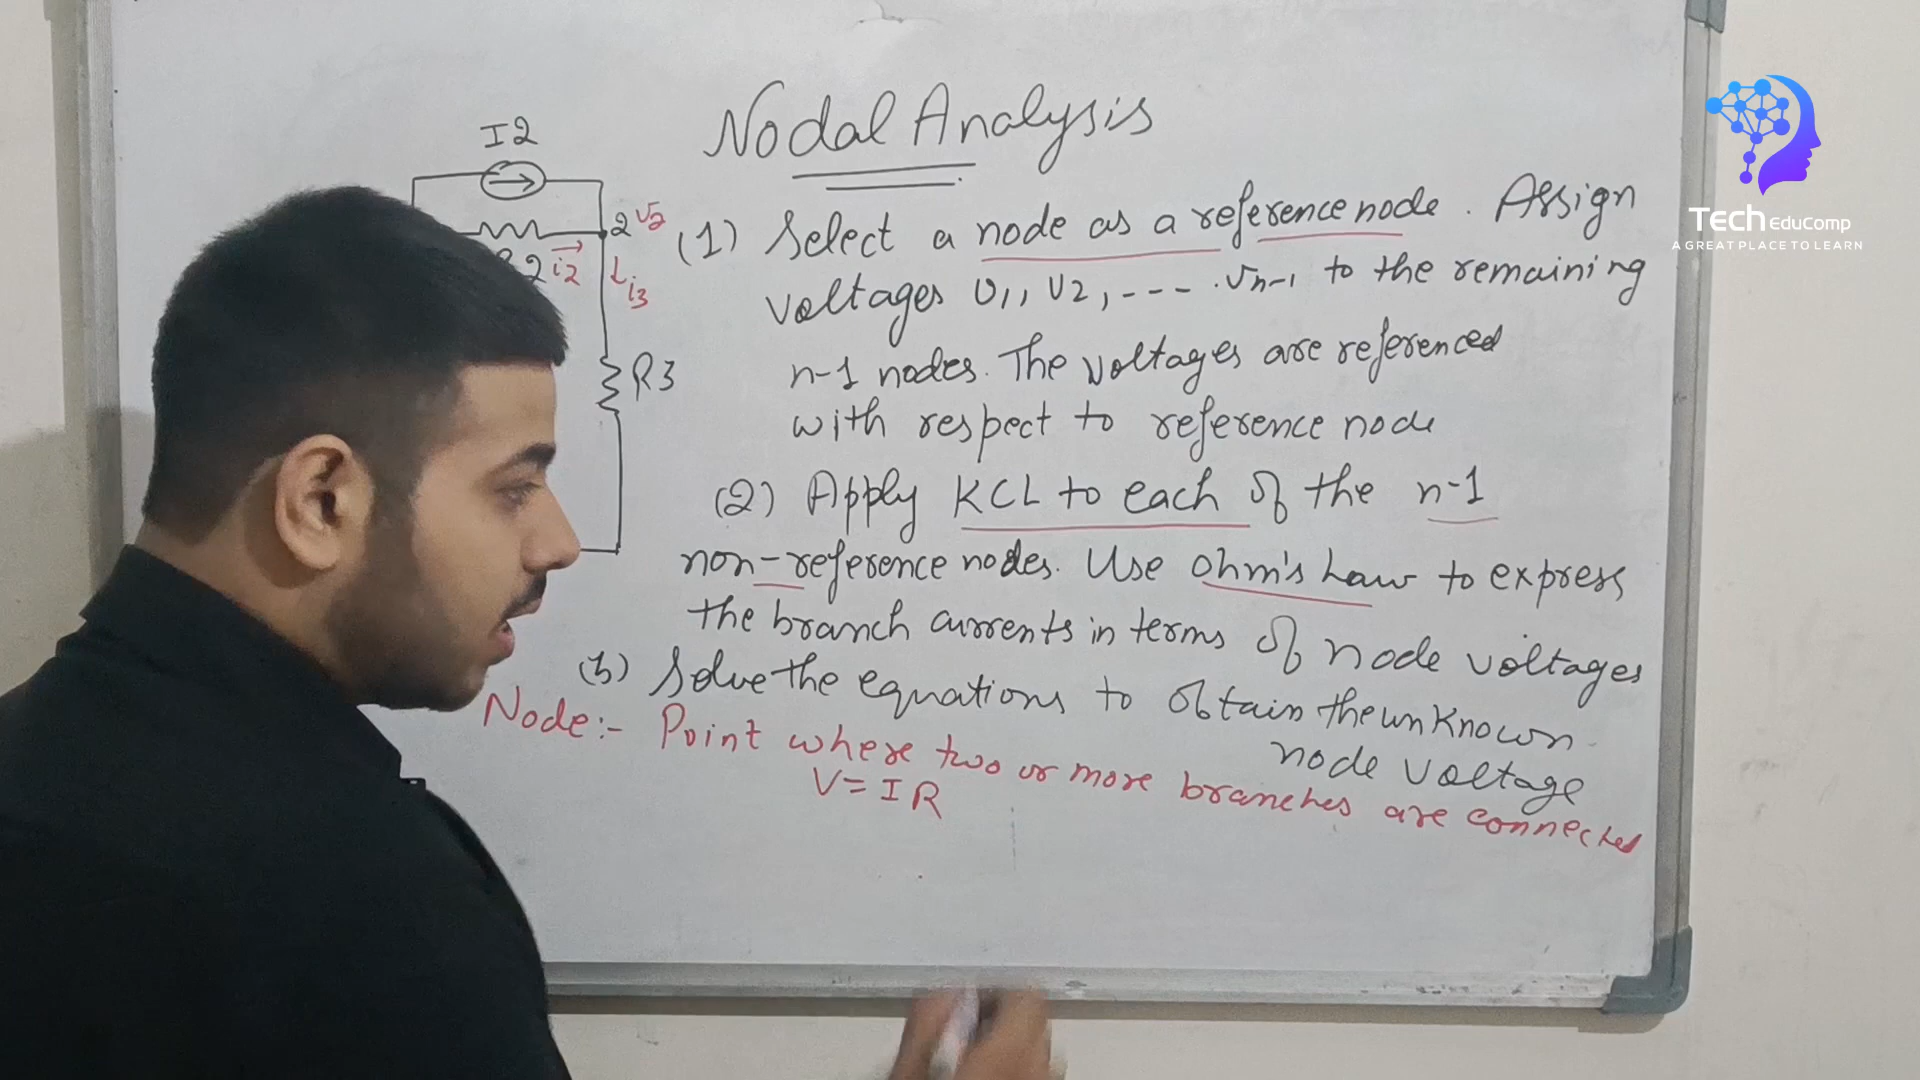 Nodal Analysis
I2
2 V2
2 i2
i3
R3
(1) Select a node as a reference node. Assign
voltages V1, V2, ---- Vn-1 to the remaining
n-1 nodes. The voltages are referenced
with respect to reference node
(2) Apply KCL to each of the n-1
non-reference nodes. Use ohm's Law to express
the branch currents in terms of node voltages
(3) Solve the equations to obtain the unknown
node voltage
Node:- Point where two or more branches are connected
V=IR
Tech EduComp
A GREAT PLACE TO LEARN